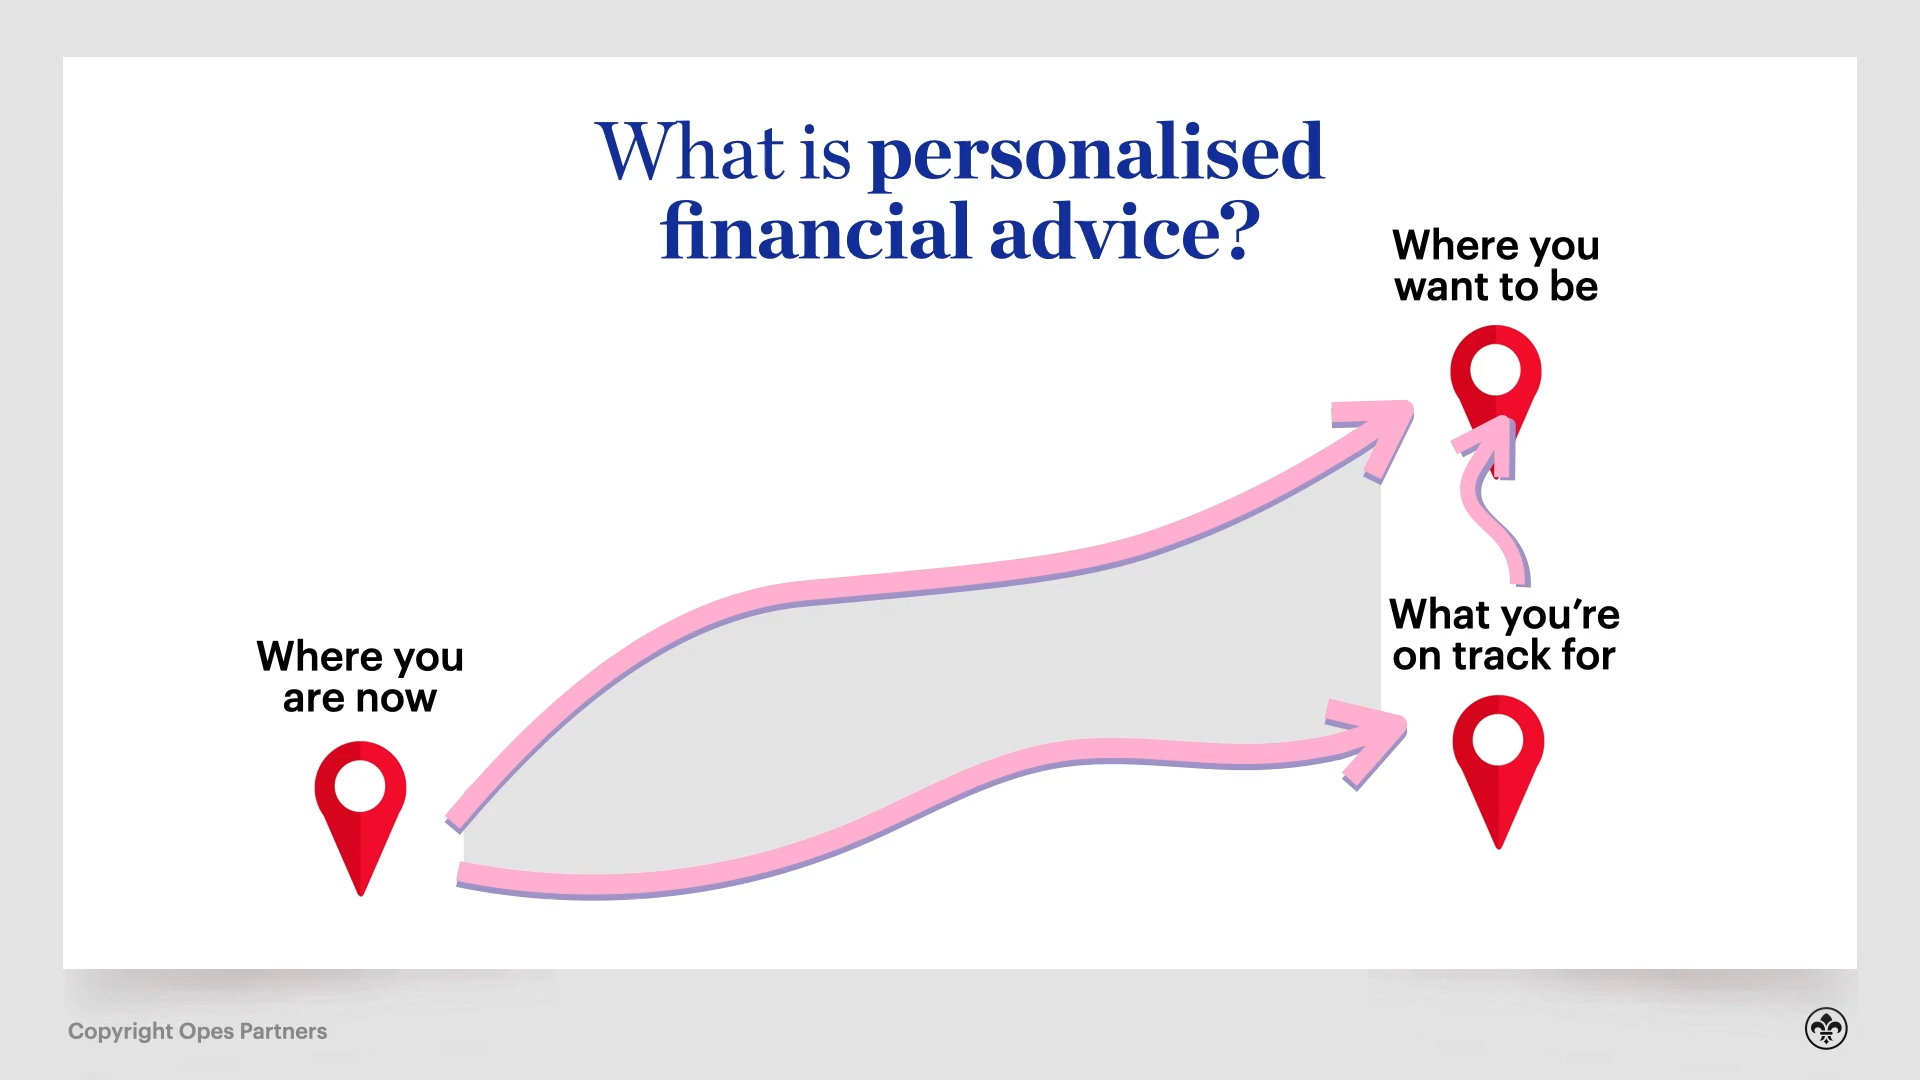 What is personalised
financial advice?
Where you
want to be
Where you
are now
What you’re
on track for
Copyright Opes Partners